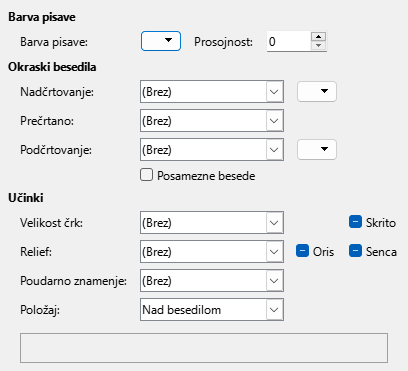 Barva pisave
Barva pisave: Prosojnost: 0
Okraski besedila
Nadčrtovanje: (Brez)
Prečrtano: (Brez)
Podčrtovanje: (Brez)
Posamezne besede
Učinki
Velikost črk: (Brez) Skrito
Relief: (Brez) Oris Senca
Poudarno znamenje: (Brez)
Položaj: Nad besedilom